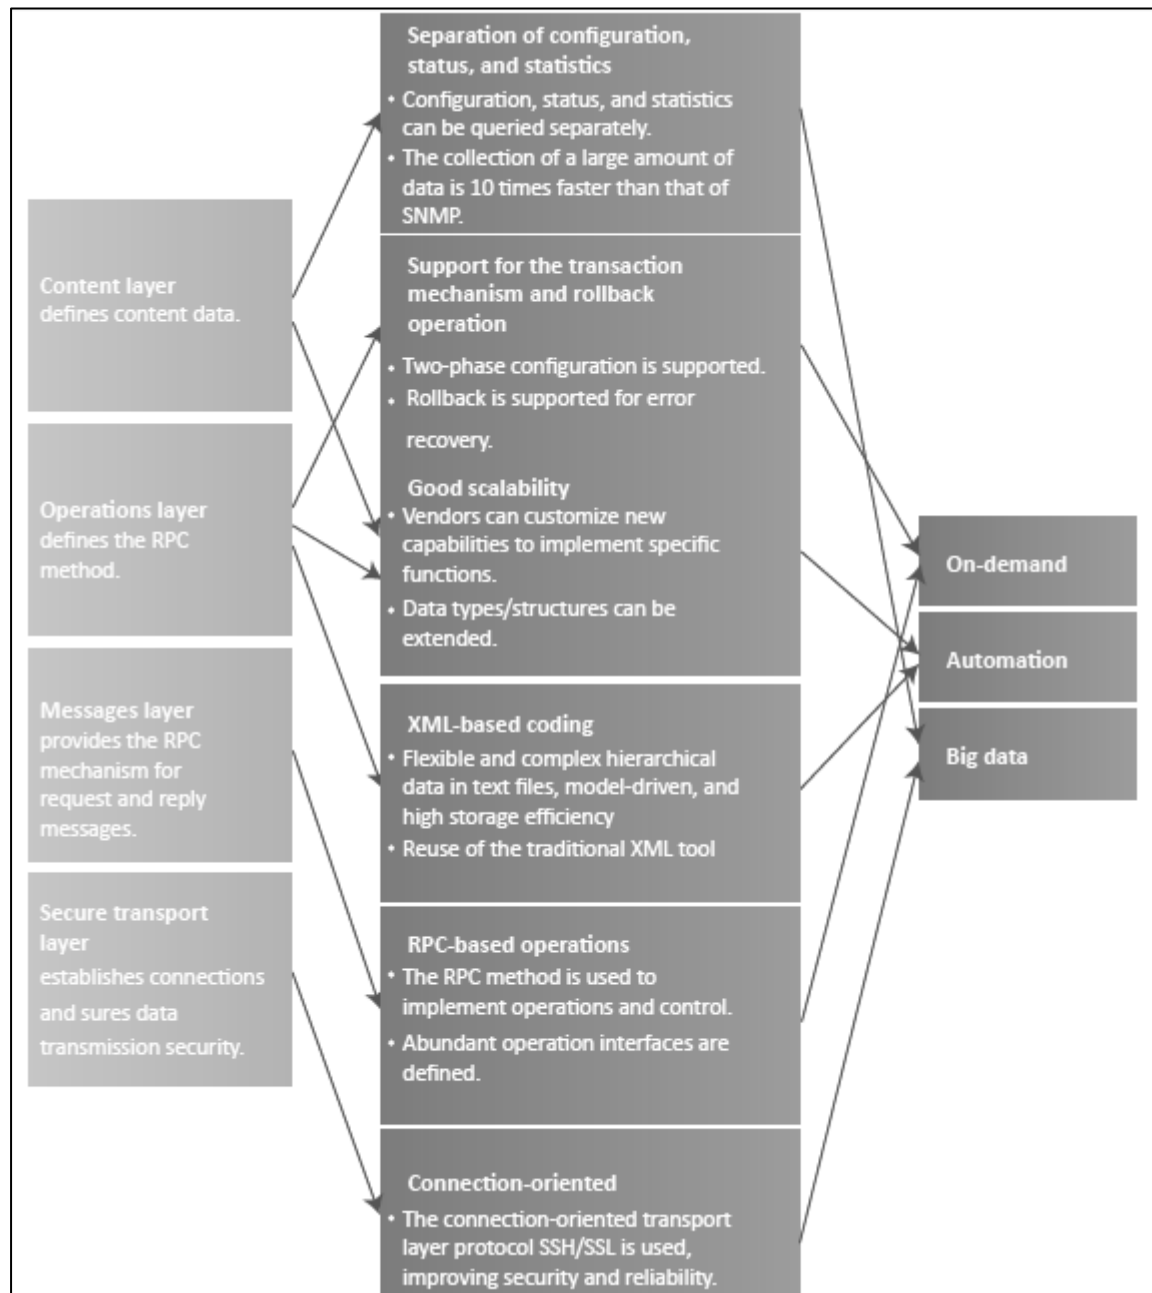 Content layer
defines content data.
Operations layer
defines the RPC
method.
Messages layer
provides the RPC
mechanism for
request and reply
messages.
Secure transport
layer
establishes connections
and sures data
transmission security.
Separation of configuration,
status, and statistics
• Configuration, status, and statistics
can be queried separately.
• The collection of a large amount of
data is 10 times faster than that of
SNMP.
Support for the transaction
mechanism and rollback
operation
• Two-phase configuration is supported.
• Rollback is supported for error
recovery.
Good scalability
• Vendors can customize new
capabilities to implement specific
functions.
• Data types/structures can be
extended.
XML-based coding
• Flexible and complex hierarchical
data in text files, model-driven, and
high storage efficiency
• Reuse of the traditional XML tool
RPC-based operations
• The RPC method is used to
implement operations and control.
• Abundant operation interfaces are
defined.
Connection-oriented
• The connection-oriented transport
layer protocol SSH/SSL is used,
improving security and reliability.
On-demand
Automation
Big data